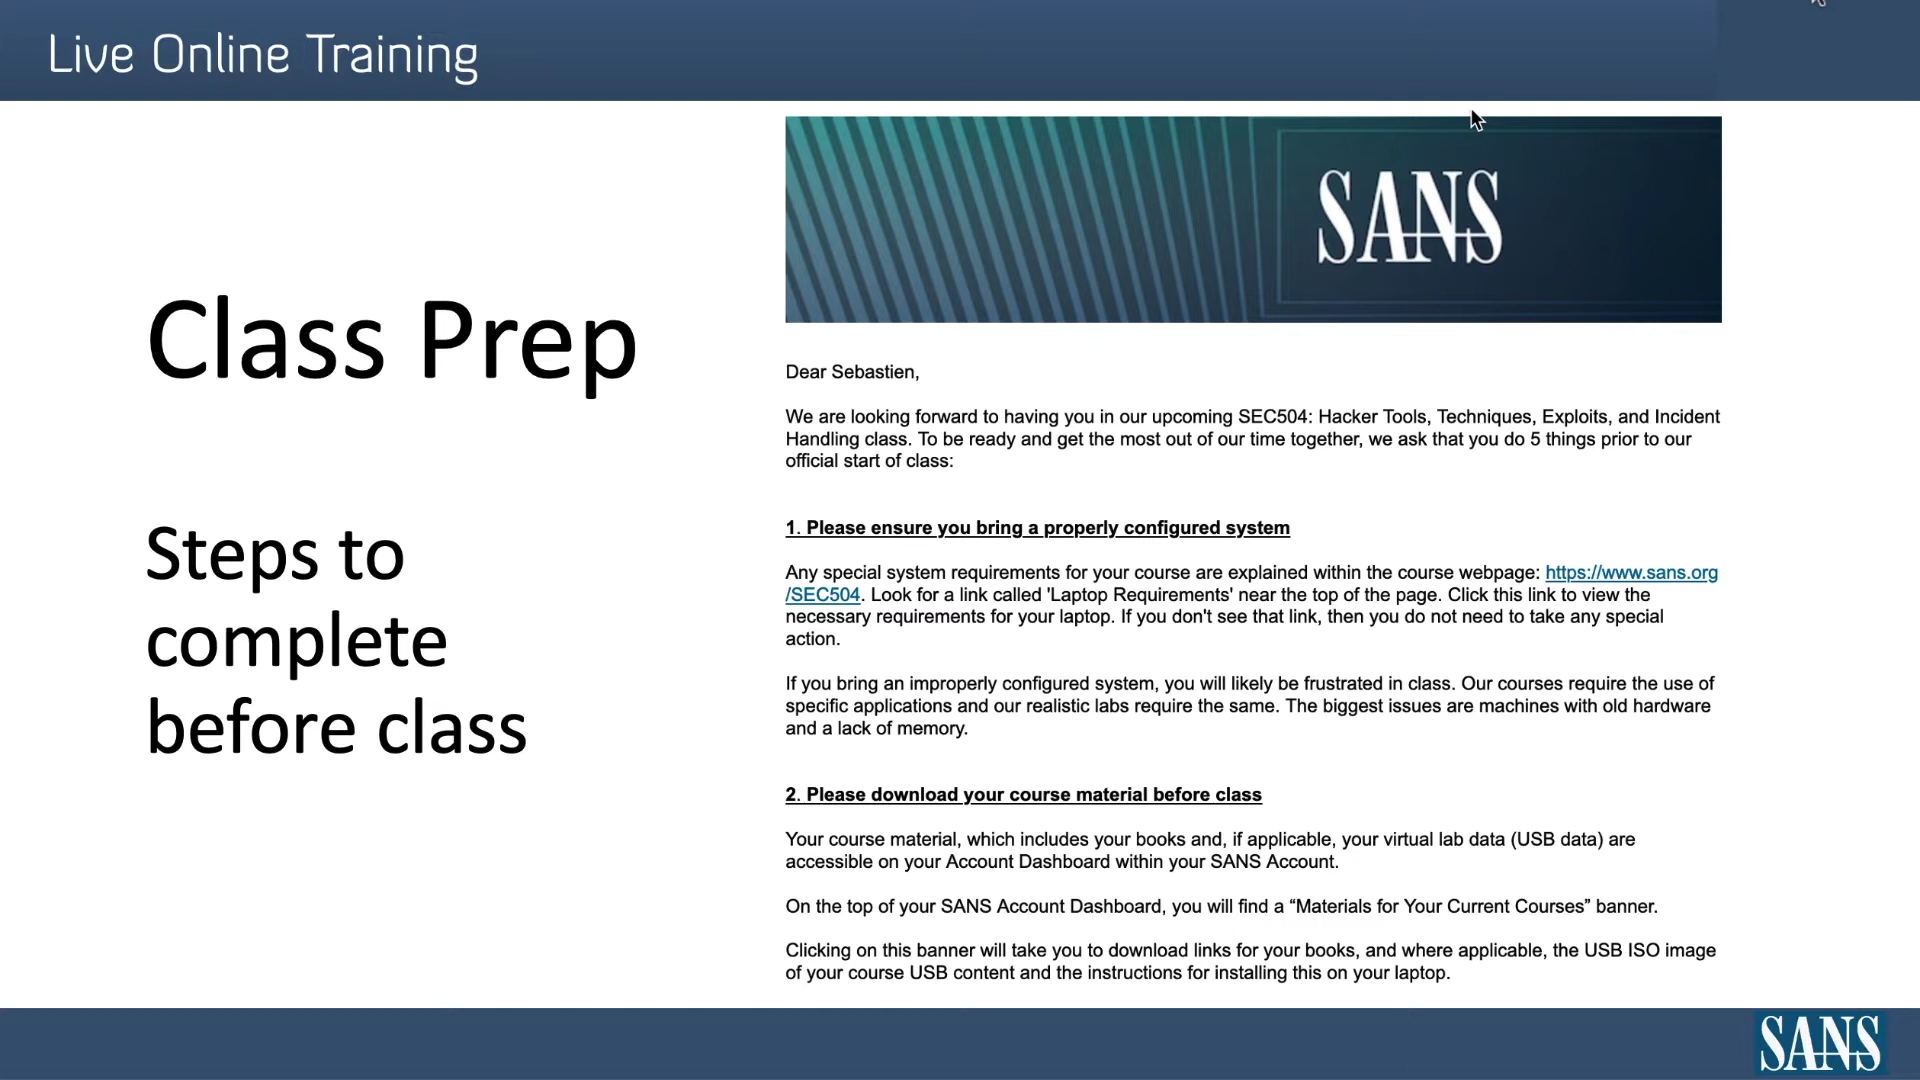 Live Online Training
SANS
Class Prep
Steps to
complete
before class
Dear Sebastien,
We are looking forward to having you in our upcoming SEC504: Hacker Tools, Techniques, Exploits, and Incident
Handling class. To be ready and get the most out of our time together, we ask that you do 5 things prior to our
official start of class:
1. Please ensure you bring a properly configured system
Any special system requirements for your course are explained within the course webpage: https://www.sans.org
/SEC504. Look for a link called 'Laptop Requirements' near the top of the page. Click this link to view the
necessary requirements for your laptop. If you don't see that link, then you do not need to take any special
action.
If you bring an improperly configured system, you will likely be frustrated in class. Our courses require the use of
specific applications and our realistic labs require the same. The biggest issues are machines with old hardware
and a lack of memory.
2. Please download your course material before class
Your course material, which includes your books and, if applicable, your virtual lab data (USB data) are
accessible on your Account Dashboard within your SANS Account.
On the top of your SANS Account Dashboard, you will find a “Materials for Your Current Courses” banner.
Clicking on this banner will take you to download links for your books, and where applicable, the USB ISO image
of your course USB content and the instructions for installing this on your laptop.
SANS